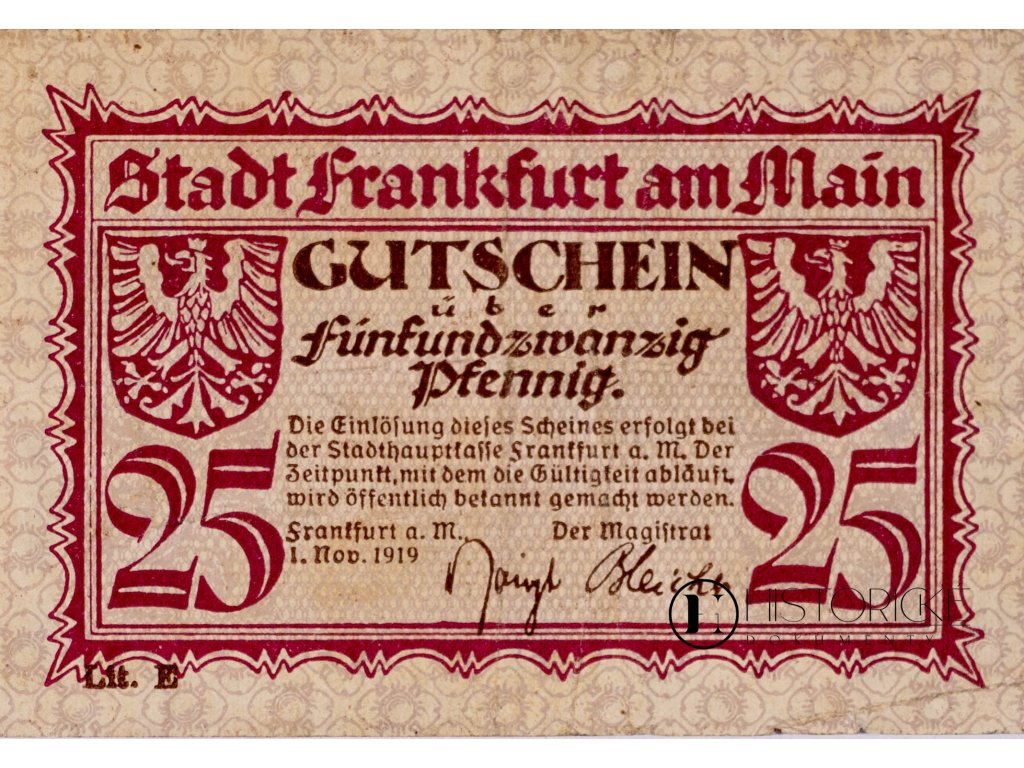 Stadt Frankfurt am Main
GUTSCHEIN
über
Fünfundzwanzig
Pfennig.
Die Einlösung dieses Scheines erfolgt bei
der Stadthauptkasse Frankfurt a. M. Der
Zeitpunkt, mit dem die Gültigkeit abläuft,
wird öffentlich bekannt gemacht werden.
Frankfurt a. M.,
Der Magistrat
1. Nov. 1919
25
25
HISTORICKÉ
DOKUMENTY
Lit. E